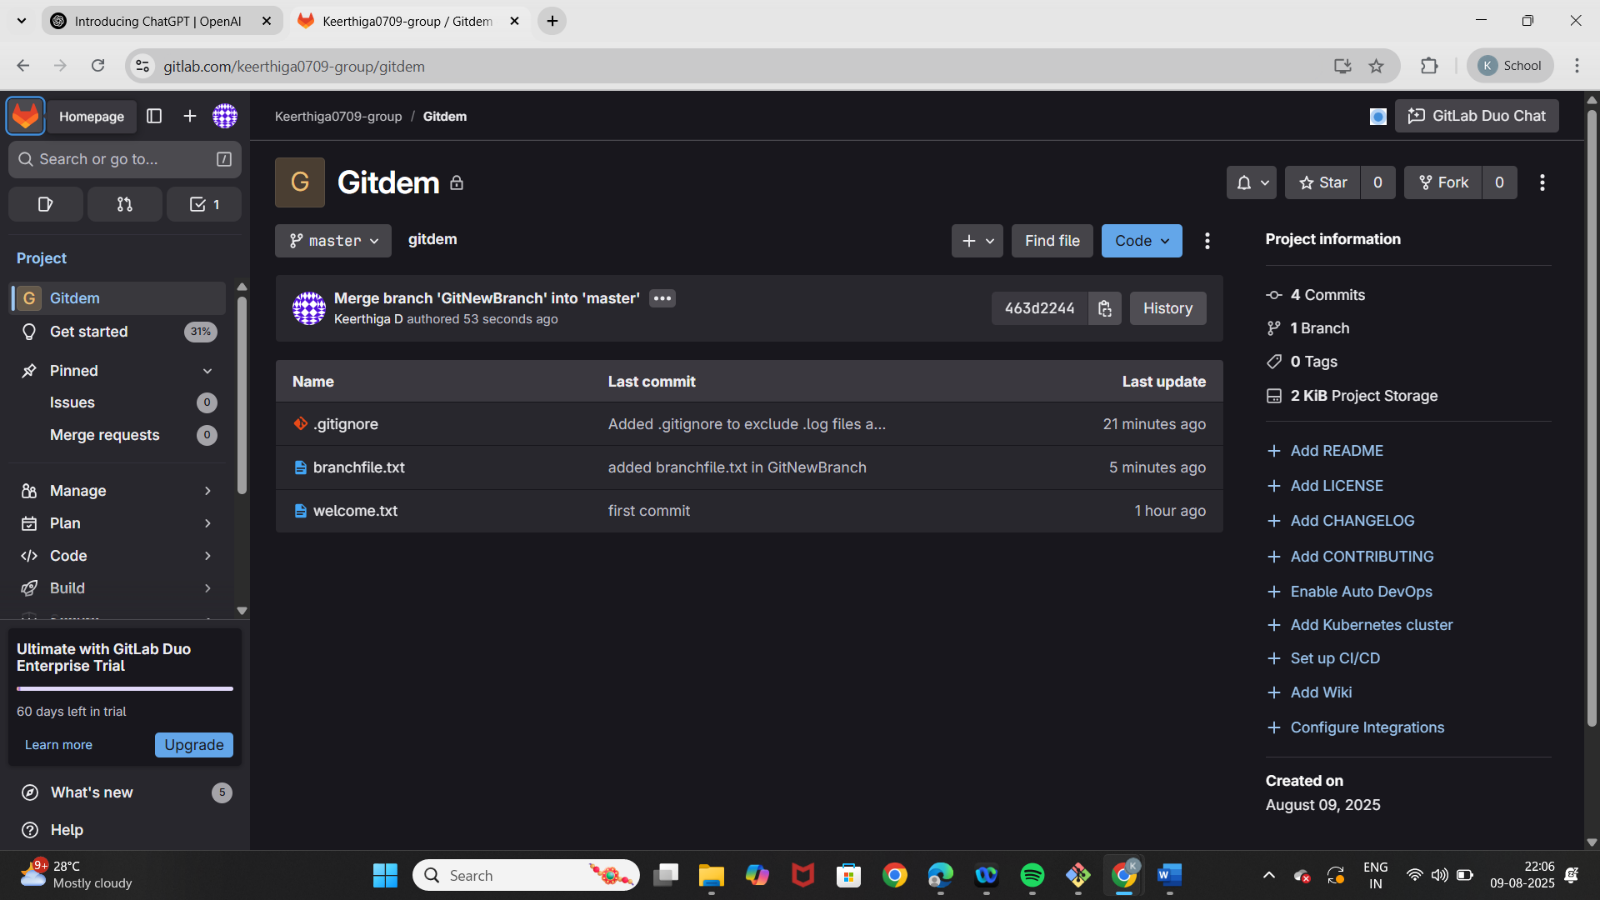 Introducing ChatGPT | OpenAI
Keerthiga0709-group / Gitdem
gitlab.com/keerthiga0709-group/gitdem
K School
Homepage
Keerthiga0709-group / Gitdem
GitLab Duo Chat
Search or go to... /
1
G Gitdem
Star 0
Fork 0
master
gitdem
Find file
Code
Merge branch 'GitNewBranch' into 'master'
Keerthiga D authored 53 seconds ago
463d2244
History
Name Last commit Last update
.gitignore Added .gitignore to exclude .log files a... 21 minutes ago
branchfile.txt added branchfile.txt in GitNewBranch 5 minutes ago
welcome.txt first commit 1 hour ago
Project
G Gitdem
Get started 31%
Pinned
Issues 0
Merge requests 0
Manage
Plan
Code
Build
Ultimate with GitLab Duo
Enterprise Trial
60 days left in trial
Learn more Upgrade
What's new 5
Help
Project information
4 Commits
1 Branch
0 Tags
2 KiB Project Storage
Add README
Add LICENSE
Add CHANGELOG
Add CONTRIBUTING
Enable Auto DevOps
Add Kubernetes cluster
Set up CI/CD
Add Wiki
Configure Integrations
Created on
August 09, 2025
9+
28°C
Mostly cloudy
Search
K
W
ENG
IN
22:06
09-08-2025